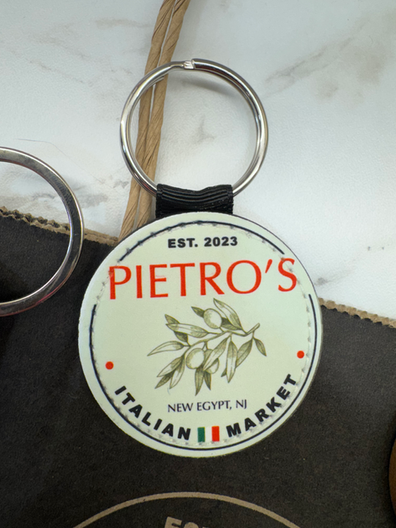 EST. 2023
PIETRO'S
NEW EGYPT, NJ
ITALIAN MARKET